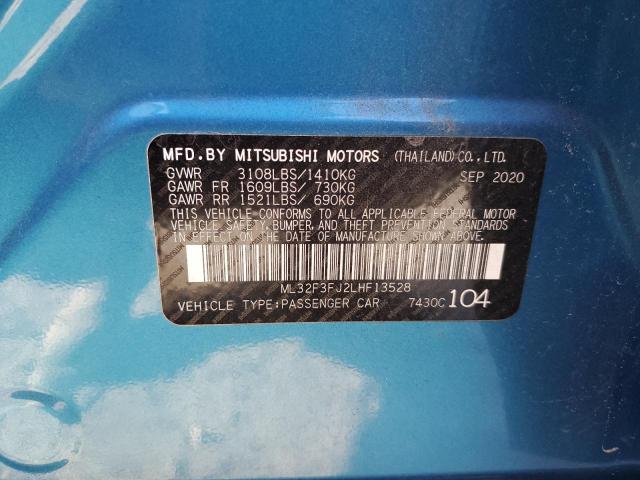 MFD.BY MITSUBISHI MOTORS (THAILAND)CO.,LTD.
GVWR 3108LBS/1410KG SEP 2020
GAWR FR 1609LBS/ 730KG
GAWR RR 1521LBS/ 690KG
THIS VEHICLE CONFORMS TO ALL APPLICABLE FEDERAL MOTOR
VEHICLE SAFETY,BUMPER,AND THEFT PREVENTION STANDARDS
IN EFFECT ON THE DATE OF MANUFACTURE SHOWN ABOVE.
ML32F3FJ2LHF13528
VEHICLE TYPE:PASSENGER CAR 7430C 104